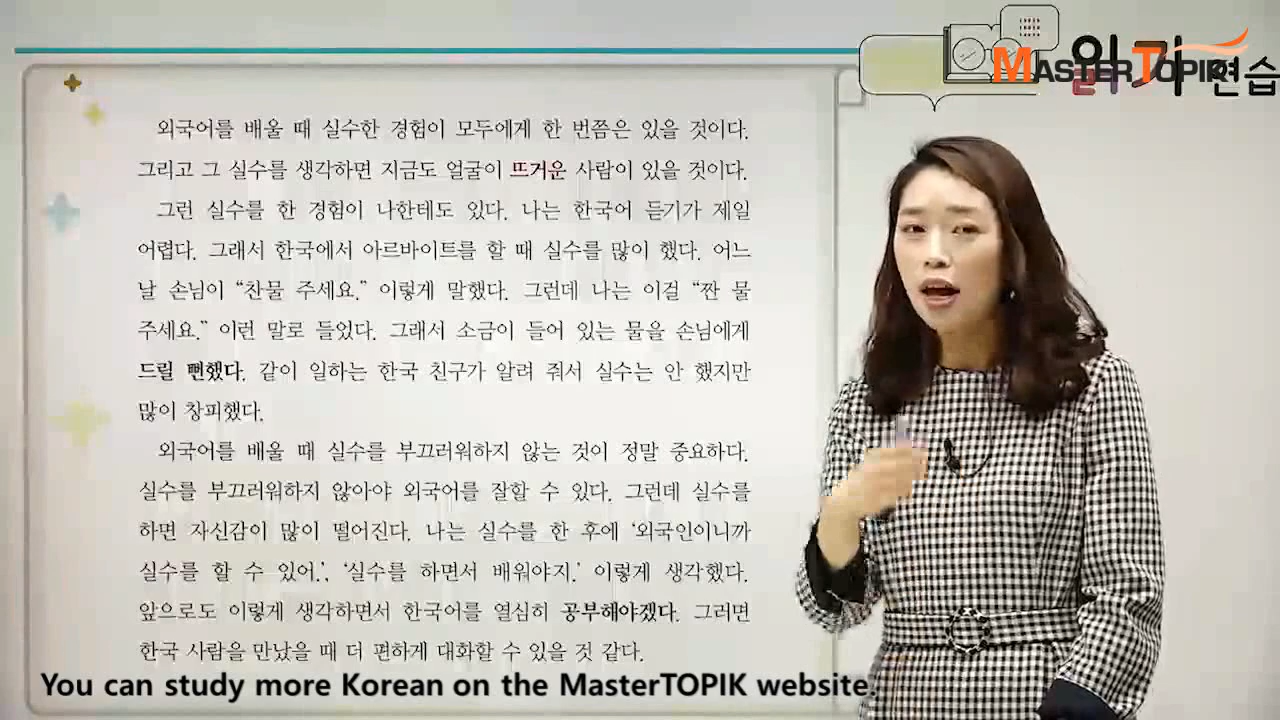 읽기 연습
MASTER TOPIK
외국어를 배울 때 실수한 경험이 모두에게 한 번쯤은 있을 것이다.
그리고 그 실수를 생각하면 지금도 얼굴이 뜨거운 사람이 있을 것이다.
그런 실수를 한 경험이 나한테도 있다. 나는 한국어 듣기가 제일
어렵다. 그래서 한국에서 아르바이트를 할 때 실수를 많이 했다. 어느
날 손님이 “찬물 주세요.” 이렇게 말했다. 그런데 나는 이걸 “짠 물
주세요.” 이런 말로 들었다. 그래서 소금이 들어 있는 물을 손님에게
드릴 뻔했다. 같이 일하는 한국 친구가 알려 줘서 실수는 안 했지만
많이 창피했다.
외국어를 배울 때 실수를 부끄러워하지 않는 것이 정말 중요하다.
실수를 부끄러워하지 않아야 외국어를 잘할 수 있다. 그런데 실수를
하면 자신감이 많이 떨어진다. 나는 실수를 한 후에 ‘외국인이니까
실수를 할 수 있어.’, ‘실수를 하면서 배워야지.’ 이렇게 생각했다.
앞으로도 이렇게 생각하면서 한국어를 열심히 공부해야겠다. 그러면
한국 사람을 만났을 때 더 편하게 대화할 수 있을 것 같다.
You can study more Korean on the MasterTOPIK website.